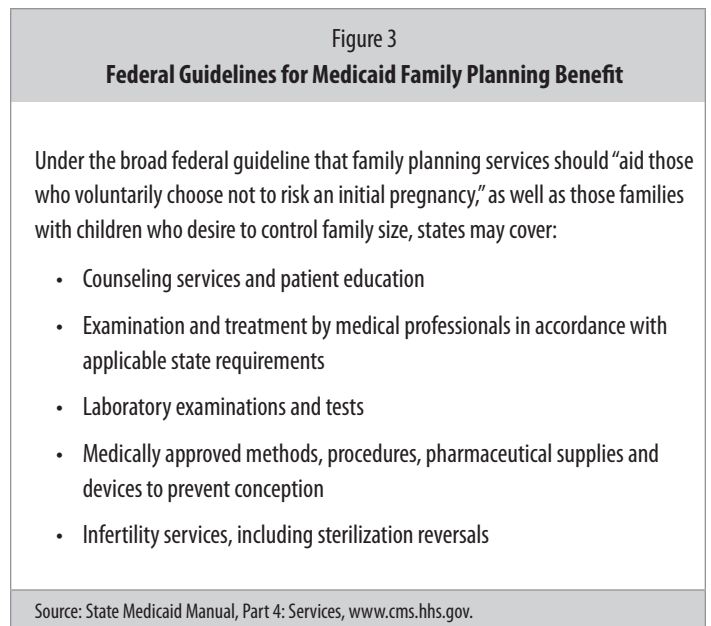 Figure 3
Federal Guidelines for Medicaid Family Planning Benefit
Under the broad federal guideline that family planning services should “aid those
who voluntarily choose not to risk an initial pregnancy,” as well as those families
with children who desire to control family size, states may cover:
• Counseling services and patient education
• Examination and treatment by medical professionals in accordance with
applicable state requirements
• Laboratory examinations and tests
• Medically approved methods, procedures, pharmaceutical supplies and
devices to prevent conception
• Infertility services, including sterilization reversals
Source: State Medicaid Manual, Part 4: Services, www.cms.hhs.gov.